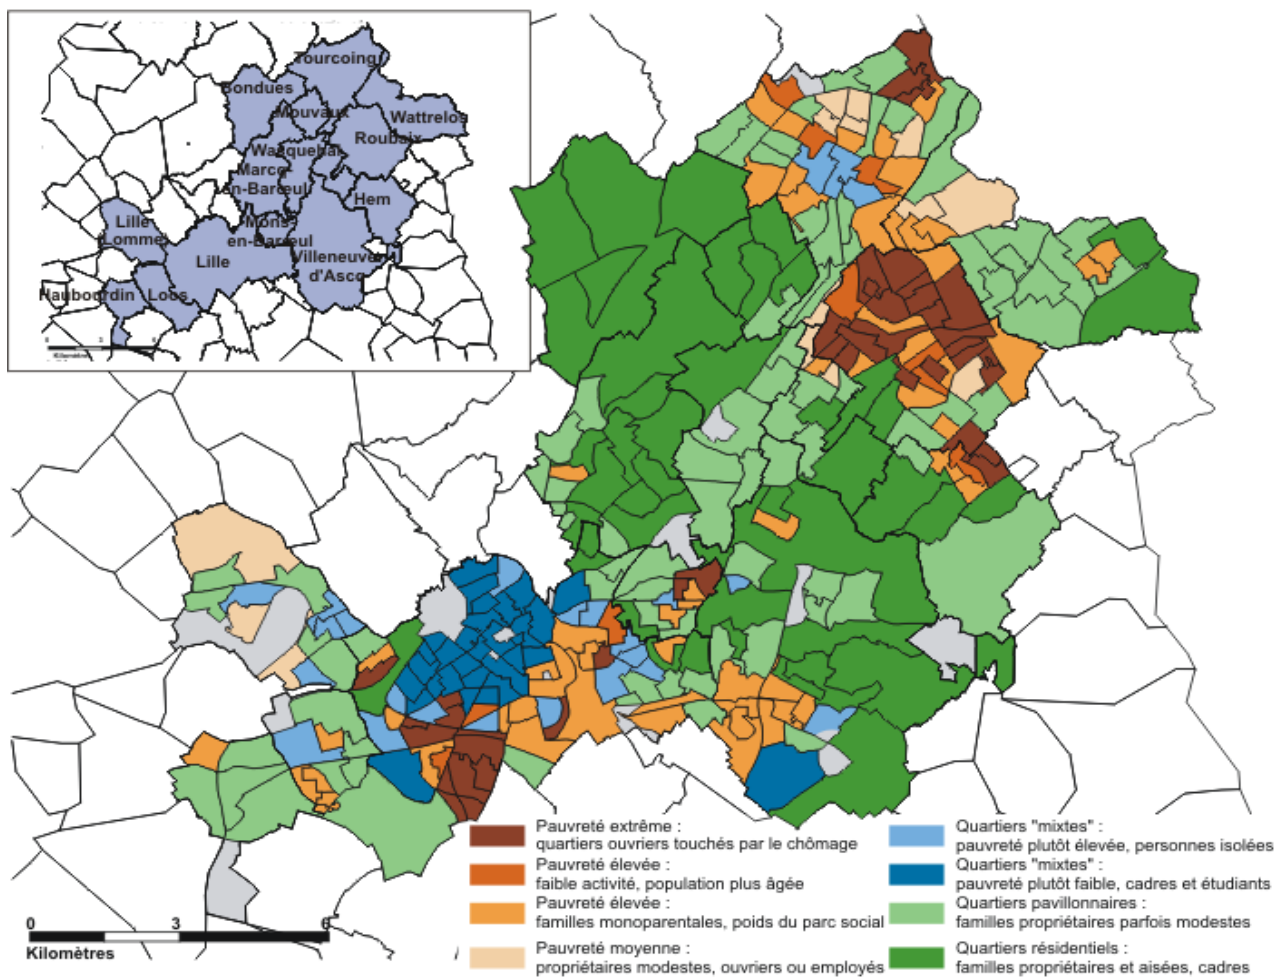 Tourcoing
Bondues
Mouvaux
Wattrelos
Roubaix
Wasquehal
Marcq-
en-Barœul
Hem
Lille
(Lomme)
Mons-
en-Barœul
Villeneuve
d'Ascq
Lille
Haubourdin
Loos
Kilomètres
Pauvreté extrême :
quartiers ouvriers touchés par le chômage
Pauvreté élevée :
faible activité, population plus âgée
Pauvreté élevée :
familles monoparentales, poids du parc social
Pauvreté moyenne :
propriétaires modestes, ouvriers ou employés
Quartiers "mixtes" :
pauvreté plutôt élevée, personnes isolées
Quartiers "mixtes" :
pauvreté plutôt faible, cadres et étudiants
Quartiers pavillonnaires :
familles propriétaires parfois modestes
Quartiers résidentiels :
familles propriétaires et aisées, cadres
0 3 6
Kilomètres